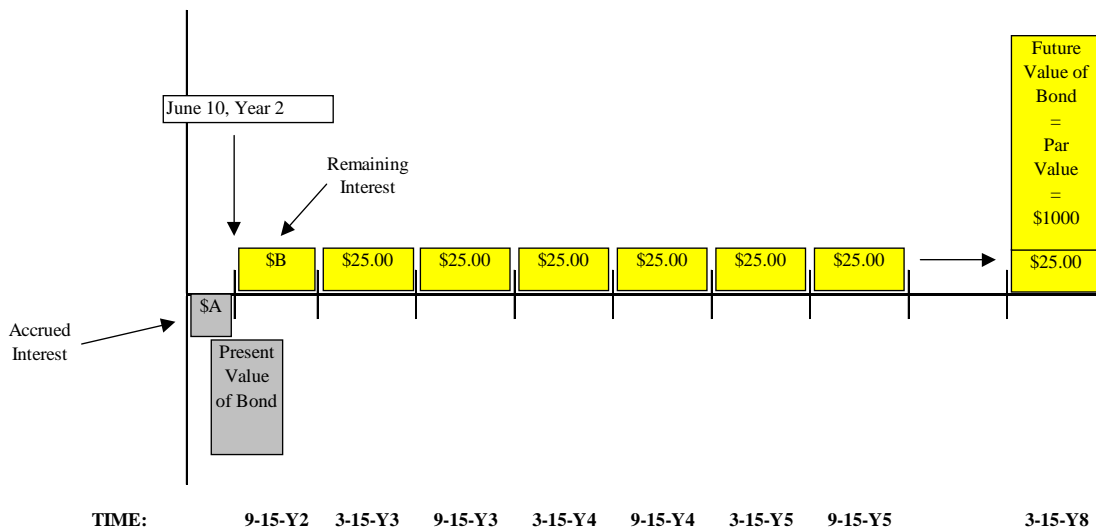 Future
Value of
Bond
=
Par
Value
=
$1000
$25.00
June 10, Year 2
Remaining
Interest
$B
$25.00
$25.00
$25.00
$25.00
$25.00
$25.00
$A
Accrued
Interest
Present
Value
of Bond
TIME: 9-15-Y2 3-15-Y3 9-15-Y3 3-15-Y4 9-15-Y4 3-15-Y5 9-15-Y5 3-15-Y8